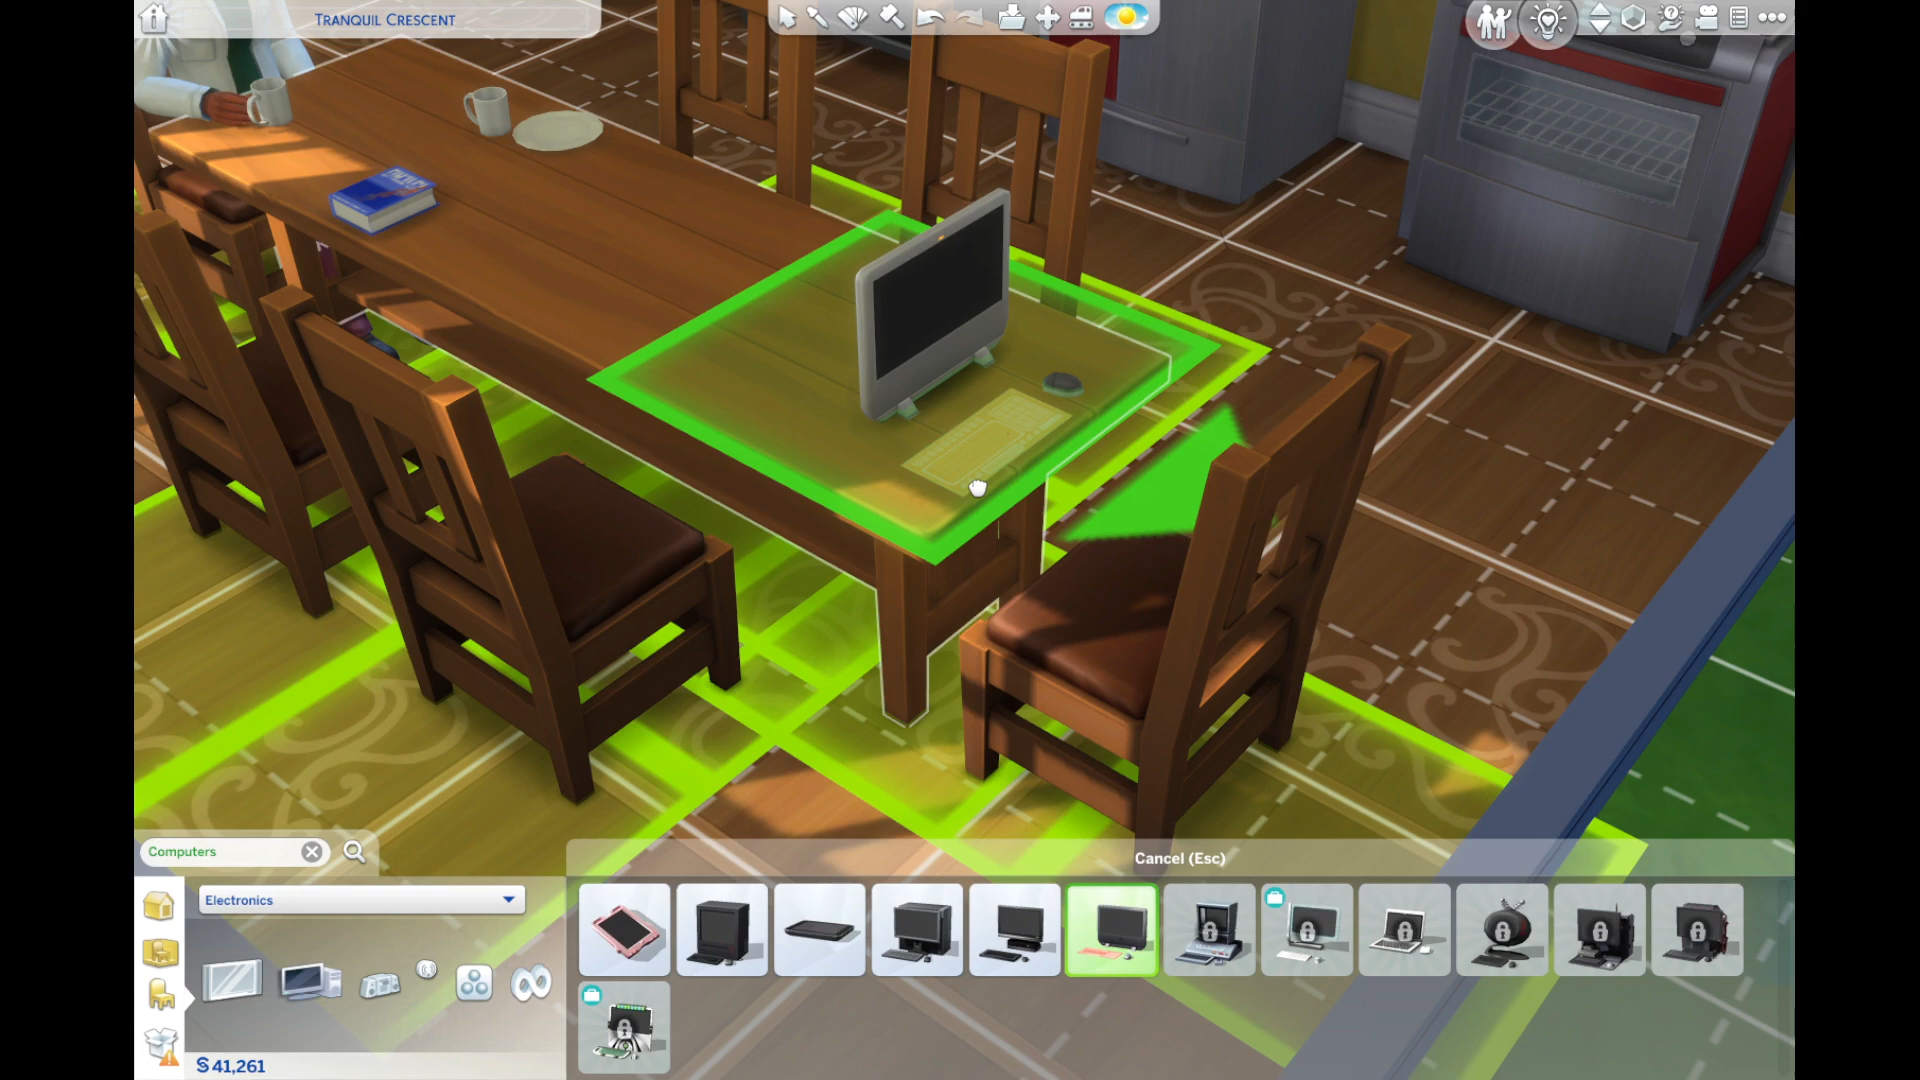 TRANQUIL CRESCENT
Computers
Cancel (Esc)
Electronics
§41,261